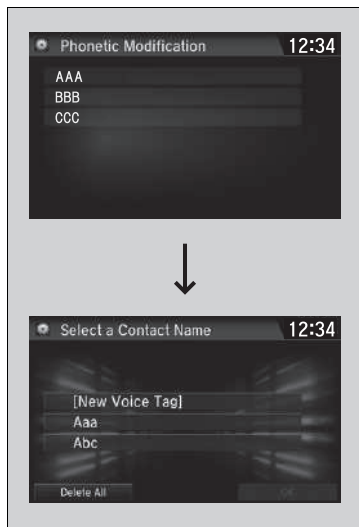 Phonetic Modification 12:34
AAA
BBB
CCC
Select a Contact Name 12:34
[New Voice Tag]
Aaa
Abc
Delete All OK